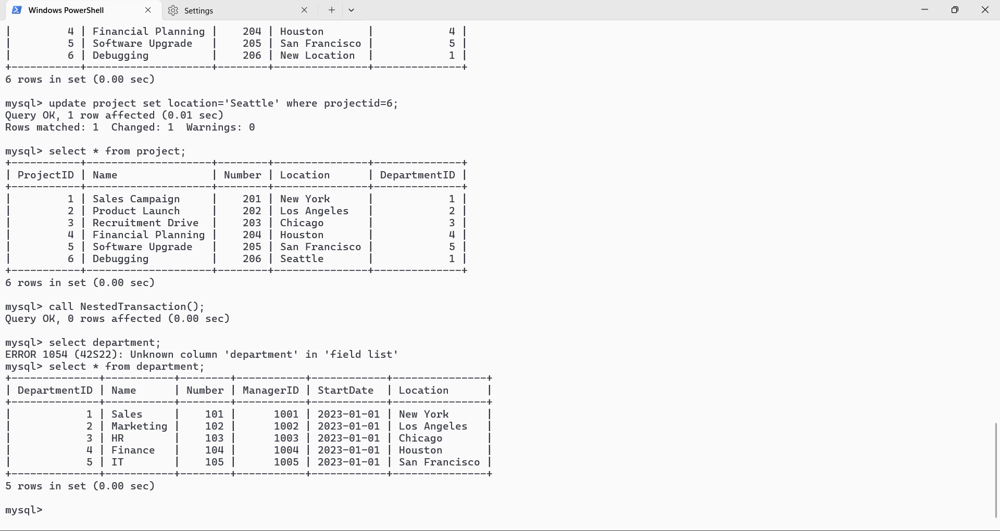 Windows PowerShell
Settings
|         4 | Financial Planning |    204 | Houston       |            4 |
|         5 | Software Upgrade   |    205 | San Francisco |            5 |
|         6 | Debugging          |    206 | New Location  |            1 |
+-----------+--------------------+--------+---------------+--------------+
6 rows in set (0.00 sec)

mysql> update project set location='Seattle' where projectid=6;
Query OK, 1 row affected (0.01 sec)
Rows matched: 1  Changed: 1  Warnings: 0

mysql> select * from project;
+-----------+--------------------+--------+---------------+--------------+
| ProjectID | Name               | Number | Location      | DepartmentID |
+-----------+--------------------+--------+---------------+--------------+
|         1 | Sales Campaign     |    201 | New York      |            1 |
|         2 | Product Launch     |    202 | Los Angeles   |            2 |
|         3 | Recruitment Drive  |    203 | Chicago       |            3 |
|         4 | Financial Planning |    204 | Houston       |            4 |
|         5 | Software Upgrade   |    205 | San Francisco |            5 |
|         6 | Debugging          |    206 | Seattle       |            1 |
+-----------+--------------------+--------+---------------+--------------+
6 rows in set (0.00 sec)

mysql> call NestedTransaction();
Query OK, 0 rows affected (0.00 sec)

mysql> select department;
ERROR 1054 (42S22): Unknown column 'department' in 'field list'
mysql> select * from department;
+--------------+-----------+--------+-----------+------------+---------------+
| DepartmentID | Name      | Number | ManagerID | StartDate  | Location      |
+--------------+-----------+--------+-----------+------------+---------------+
|            1 | Sales     |    101 |      1001 | 2023-01-01 | New York      |
|            2 | Marketing |    102 |      1002 | 2023-01-01 | Los Angeles   |
|            3 | HR        |    103 |      1003 | 2023-01-01 | Chicago       |
|            4 | Finance   |    104 |      1004 | 2023-01-01 | Houston       |
|            5 | IT        |    105 |      1005 | 2023-01-01 | San Francisco |
+--------------+-----------+--------+-----------+------------+---------------+
5 rows in set (0.00 sec)

mysql>